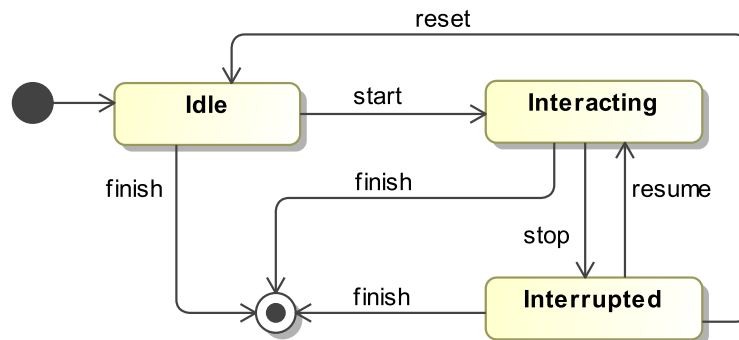 reset
Idle
start
Interacting
finish
finish
resume
stop
finish
Interrupted